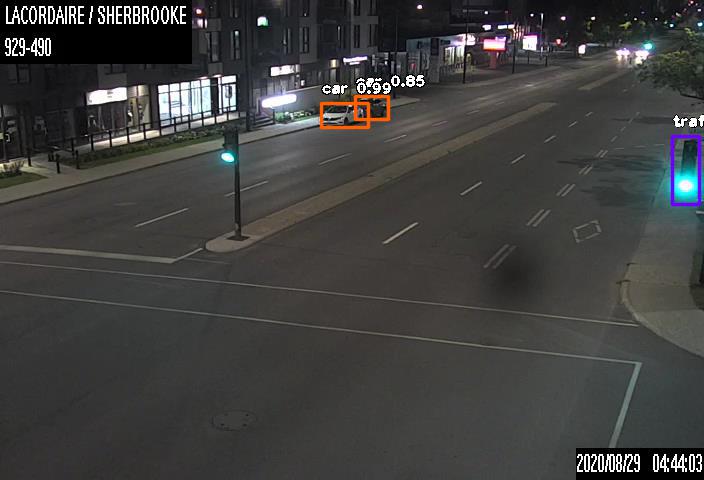 LACORDAIRE / SHERBROOKE
929-490
car 0.99
car 0.85
traf
2020/08/29 04:44:03